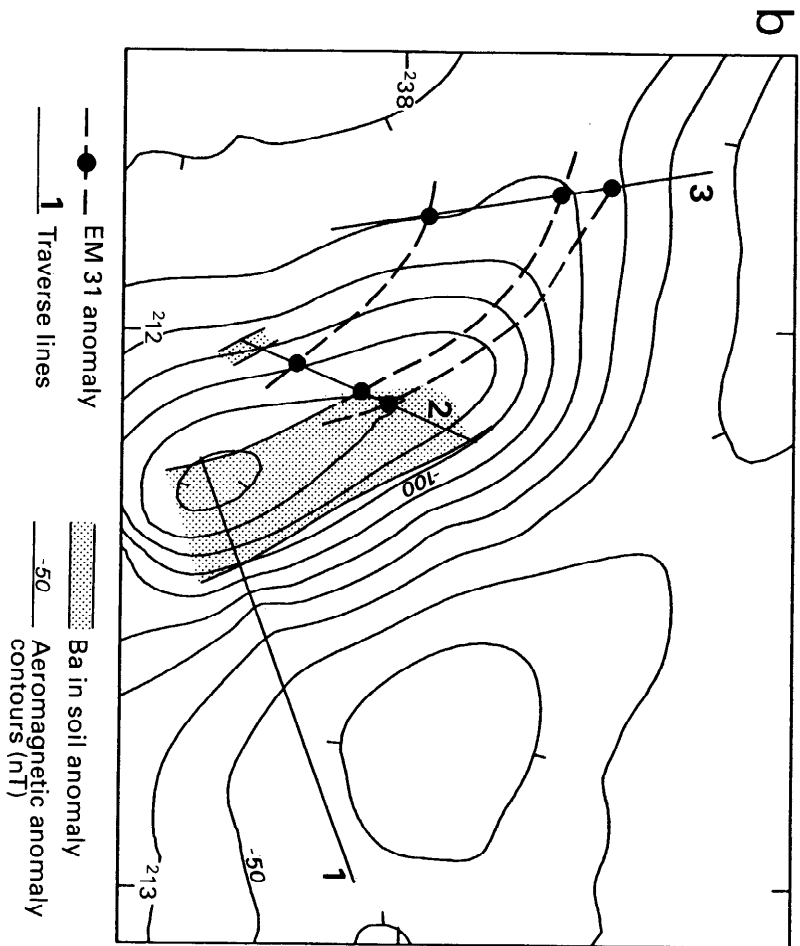 b
²38
3
²12
2
-100
1
-50
²13
EM 31 anomaly
1 Traverse lines
Ba in soil anomaly
-50 Aeromagnetic anomaly
contours (nT)